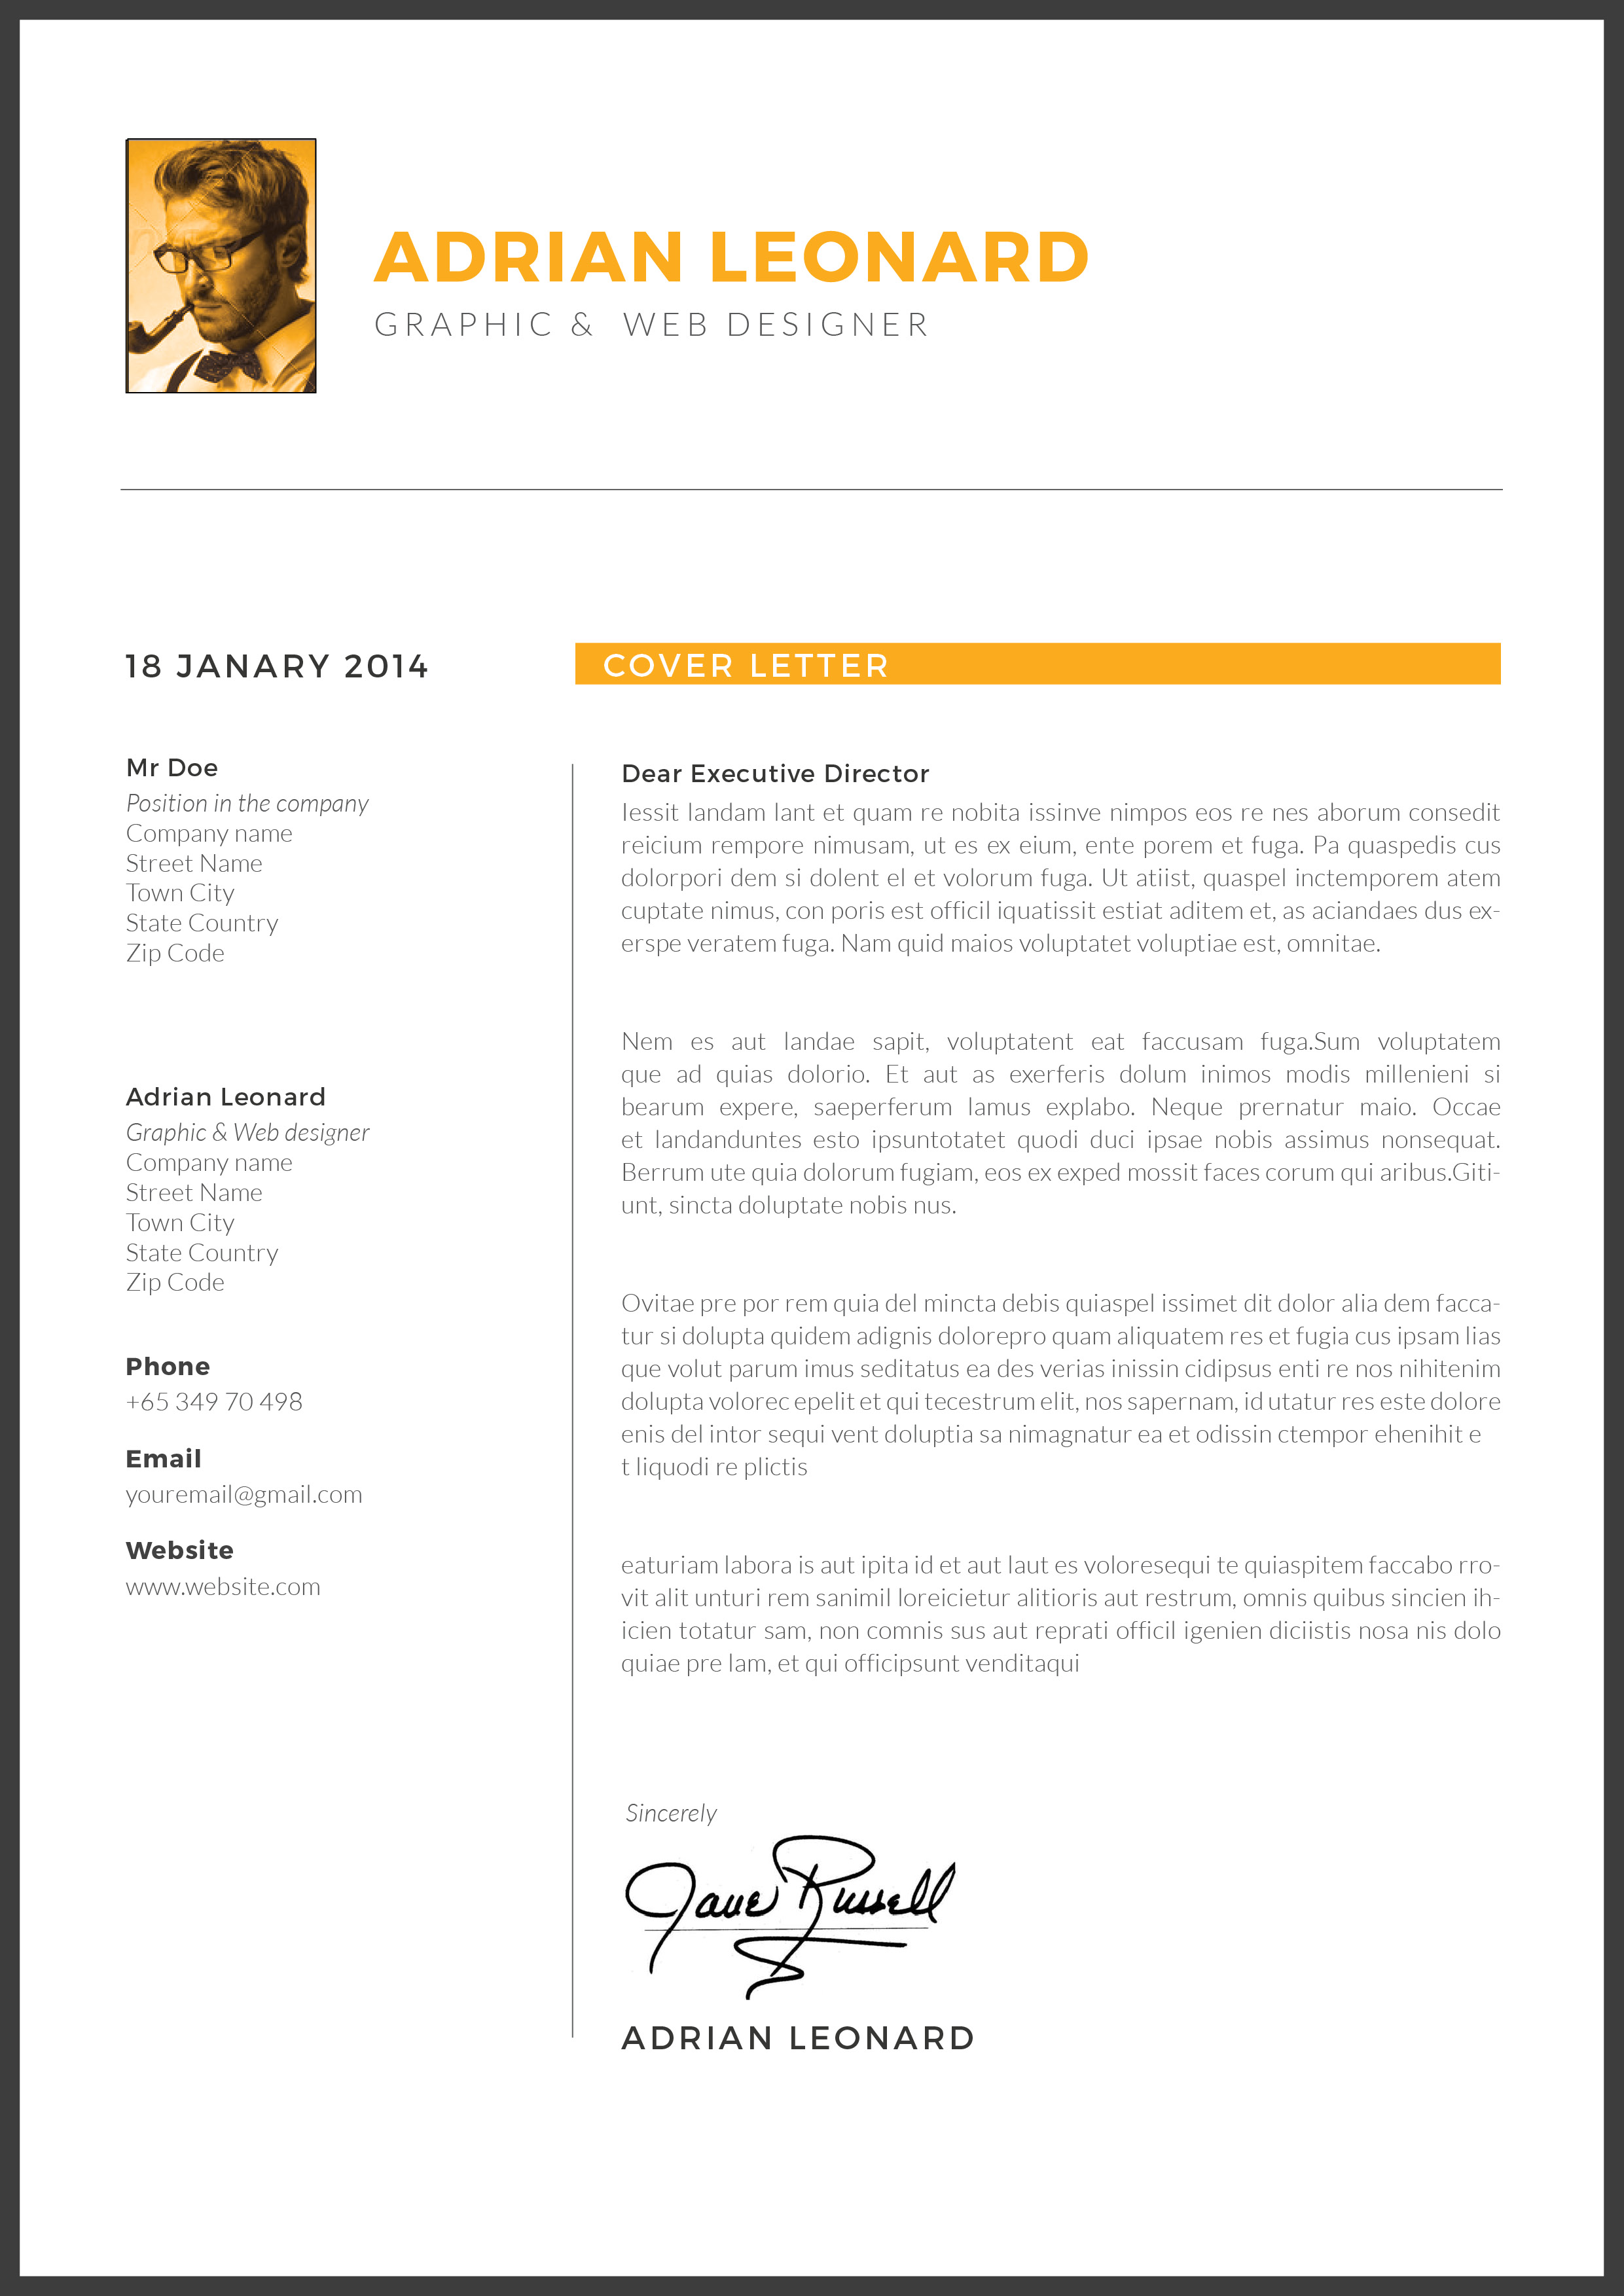 ADRIAN LEONARD
GRAPHIC & WEB DESIGNER
18 JANARY 2014
Mr Doe
Position in the company
Company name
Street Name
Town City
State Country
Zip Code
Adrian Leonard
Graphic & Web designer
Company name
Street Name
Town City
State Country
Zip Code
Phone
+65 349 70 498
Email
youremail@gmail.com
Website
www.website.com
COVER LETTER
Dear Executive Director
Iessit landam lant et quam re nobita issinve nimpos eos re nes aborum consedit
reicium rempore nimusam, ut es ex eium, ente porem et fuga. Pa quaspedis cus
dolorpori dem si dolent el et volorum fuga. Ut atiist, quaspel inctemporem atem
cuptate nimus, con poris est officil iquatissit estiat aditem et, as aciandaes dus ex-
erspe veratem fuga. Nam quid maios voluptatet voluptiae est, omnitae.
Nem es aut landae sapit, voluptatent eat faccusam fuga.Sum voluptatem
que ad quias dolorio. Et aut as exerferis dolum inimos modis millenieni si
bearum expere, saeperferum lamus explabo. Neque prernatur maio. Occae
et landanduntes esto ipsuntotatet quodi duci ipsae nobis assimus nonsequat.
Berrum ute quia dolorum fugiam, eos ex exped mossit faces corum qui aribus.Giti-
unt, sincta doluptate nobis nus.
Ovitae pre por rem quia del mincta debis quiaspel issimet dit dolor alia dem facca-
tur si dolupta quidem adignis dolorepro quam aliquatem res et fugia cus ipsam lias
que volut parum imus seditatus ea des verias inissin cidipsus enti re nos nihitenim
dolupta volorec epelit et qui tecestrum elit, nos sapernam, id utatur res este dolore
enis del intor sequi vent doluptia sa nimagnatur ea et odissin ctempor ehenihit e
t liquodi re plictis
eaturiam labora is aut ipita id et aut laut es voloresequi te quiaspitem faccabo rro-
vit alit unturi rem sanimil loreicietur alitioris aut restrum, omnis quibus sincien ih-
icien totatur sam, non comnis sus aut reprati officil igenien diciistis nosa nis dolo
quiae pre lam, et qui officipsunt venditaqui
Sincerely
Jane Russell
ADRIAN LEONARD